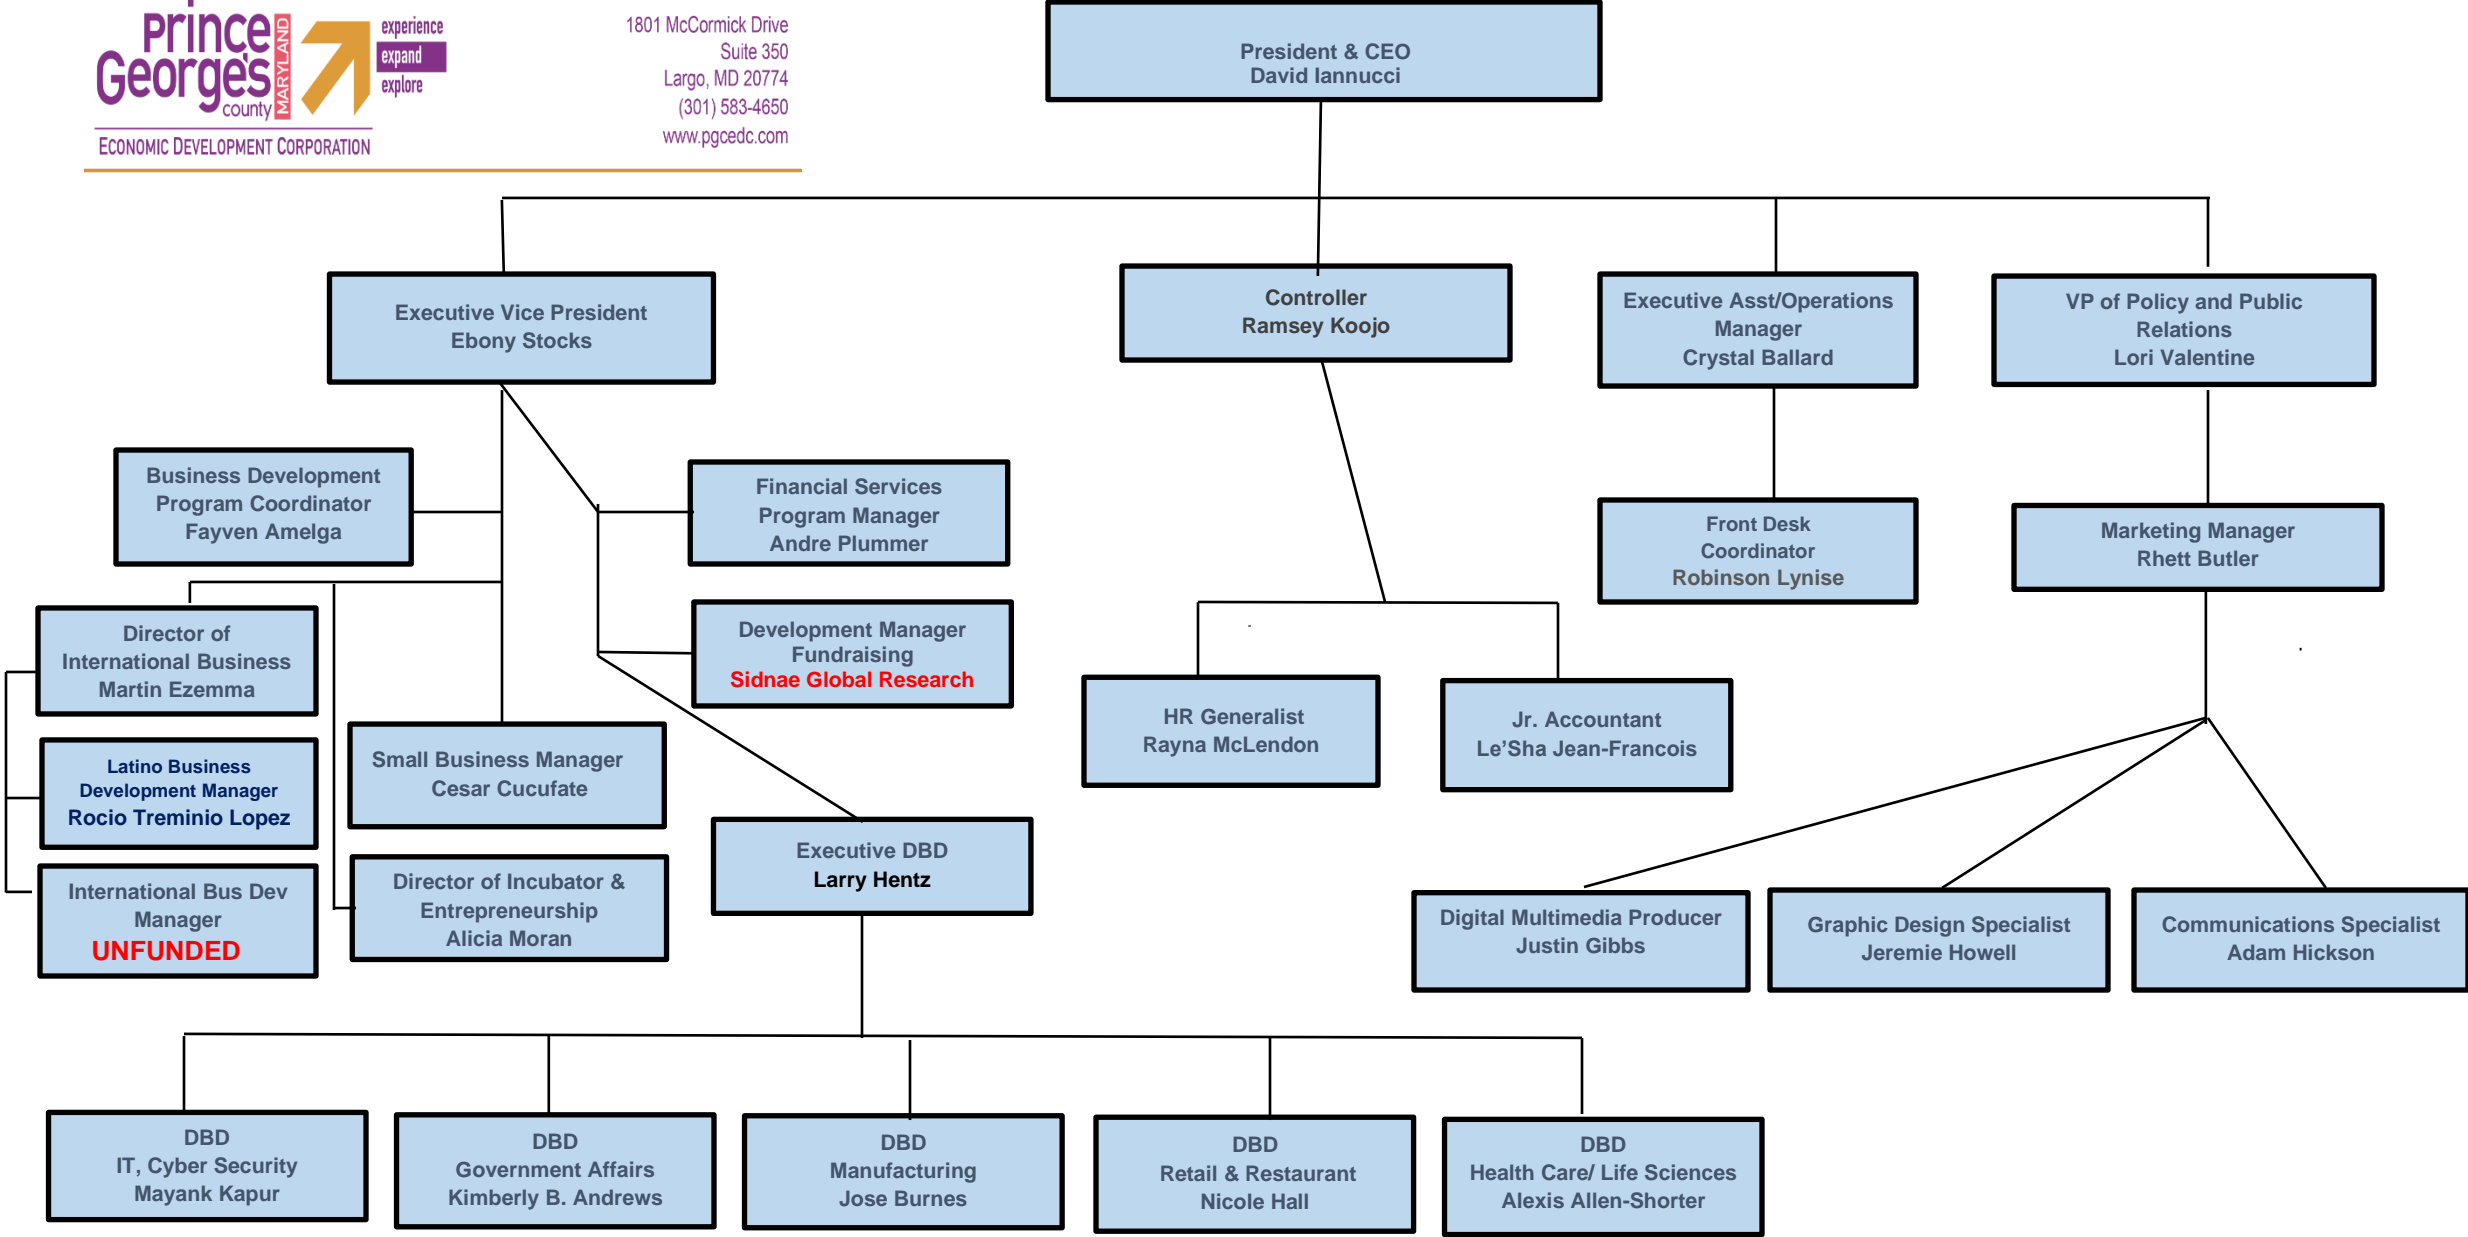 Prince
George's
county
MARYLAND
experience
expand
explore
ECONOMIC DEVELOPMENT CORPORATION
1801 McCormick Drive
Suite 350
Largo, MD 20774
(301) 583-4650
www.pgcedc.com
President & CEO
David Iannucci
Executive Vice President
Ebony Stocks
Controller
Ramsey Koojo
Executive Asst/Operations
Manager
Crystal Ballard
VP of Policy and Public
Relations
Lori Valentine
Business Development
Program Coordinator
Fayven Amelga
Financial Services
Program Manager
Andre Plummer
Front Desk
Coordinator
Robinson Lynise
Marketing Manager
Rhett Butler
Director of
International Business
Martin Ezemma
Development Manager
Fundraising
Sidnae Global Research
HR Generalist
Rayna McLendon
Jr. Accountant
Le’Sha Jean-Francois
Latino Business
Development Manager
Rocio Treminio Lopez
Small Business Manager
Cesar Cucufate
International Bus Dev
Manager
UNFUNDED
Director of Incubator &
Entrepreneurship
Alicia Moran
Executive DBD
Larry Hentz
Digital Multimedia Producer
Justin Gibbs
Graphic Design Specialist
Jeremie Howell
Communications Specialist
Adam Hickson
DBD
IT, Cyber Security
Mayank Kapur
DBD
Government Affairs
Kimberly B. Andrews
DBD
Manufacturing
Jose Burnes
DBD
Retail & Restaurant
Nicole Hall
DBD
Health Care/ Life Sciences
Alexis Allen-Shorter